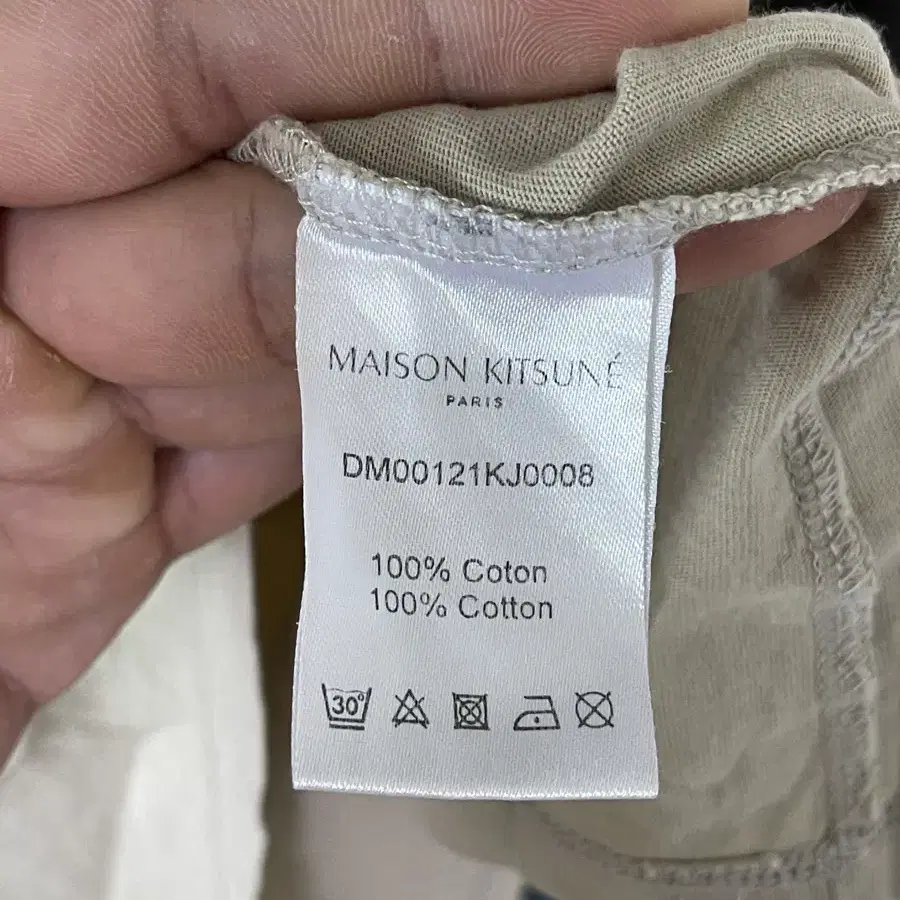 MAISON KITSUNÉ
PARIS
DM00121KJ0008
100% Coton
100% Cotton
30°